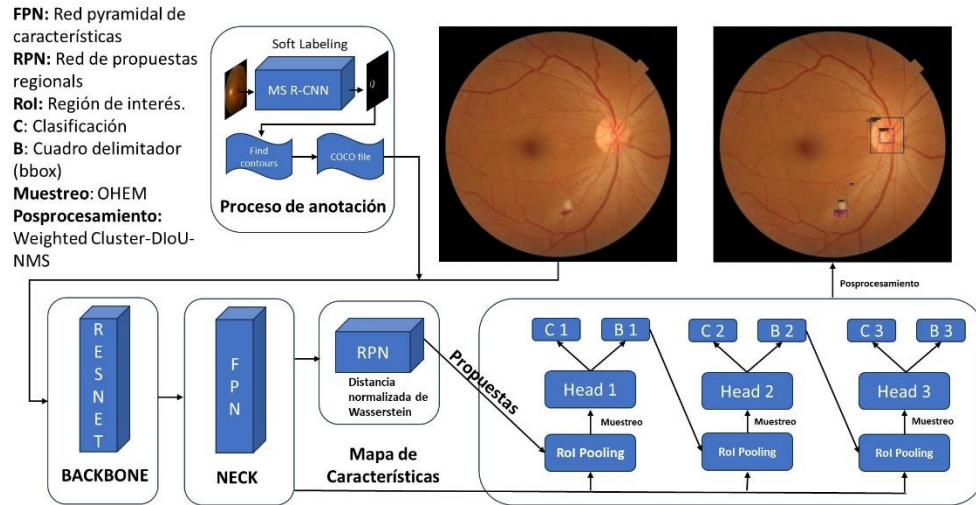 FPN: Red pyramidal de
características
RPN: Red de propuestas
regionals
RoI: Región de interés.
C: Clasificación
B: Cuadro delimitador
(bbox)
Muestreo: OHEM
Posprocesamiento:
Weighted Cluster-DIoU-
NMS
Soft Labeling
MS R-CNN
Find
contours
COCO file
Proceso de anotación
Posprocesamiento
RESNET
BACKBONE
FPN
NECK
RPN
Distancia
normalizada de
Wasserstein
Propuestas
Mapa de
Características
C 1
B 1
C 2
B 2
C 3
B 3
Head 1
Head 2
Head 3
Muestreo
Muestreo
Muestreo
RoI Pooling
RoI Pooling
RoI Pooling